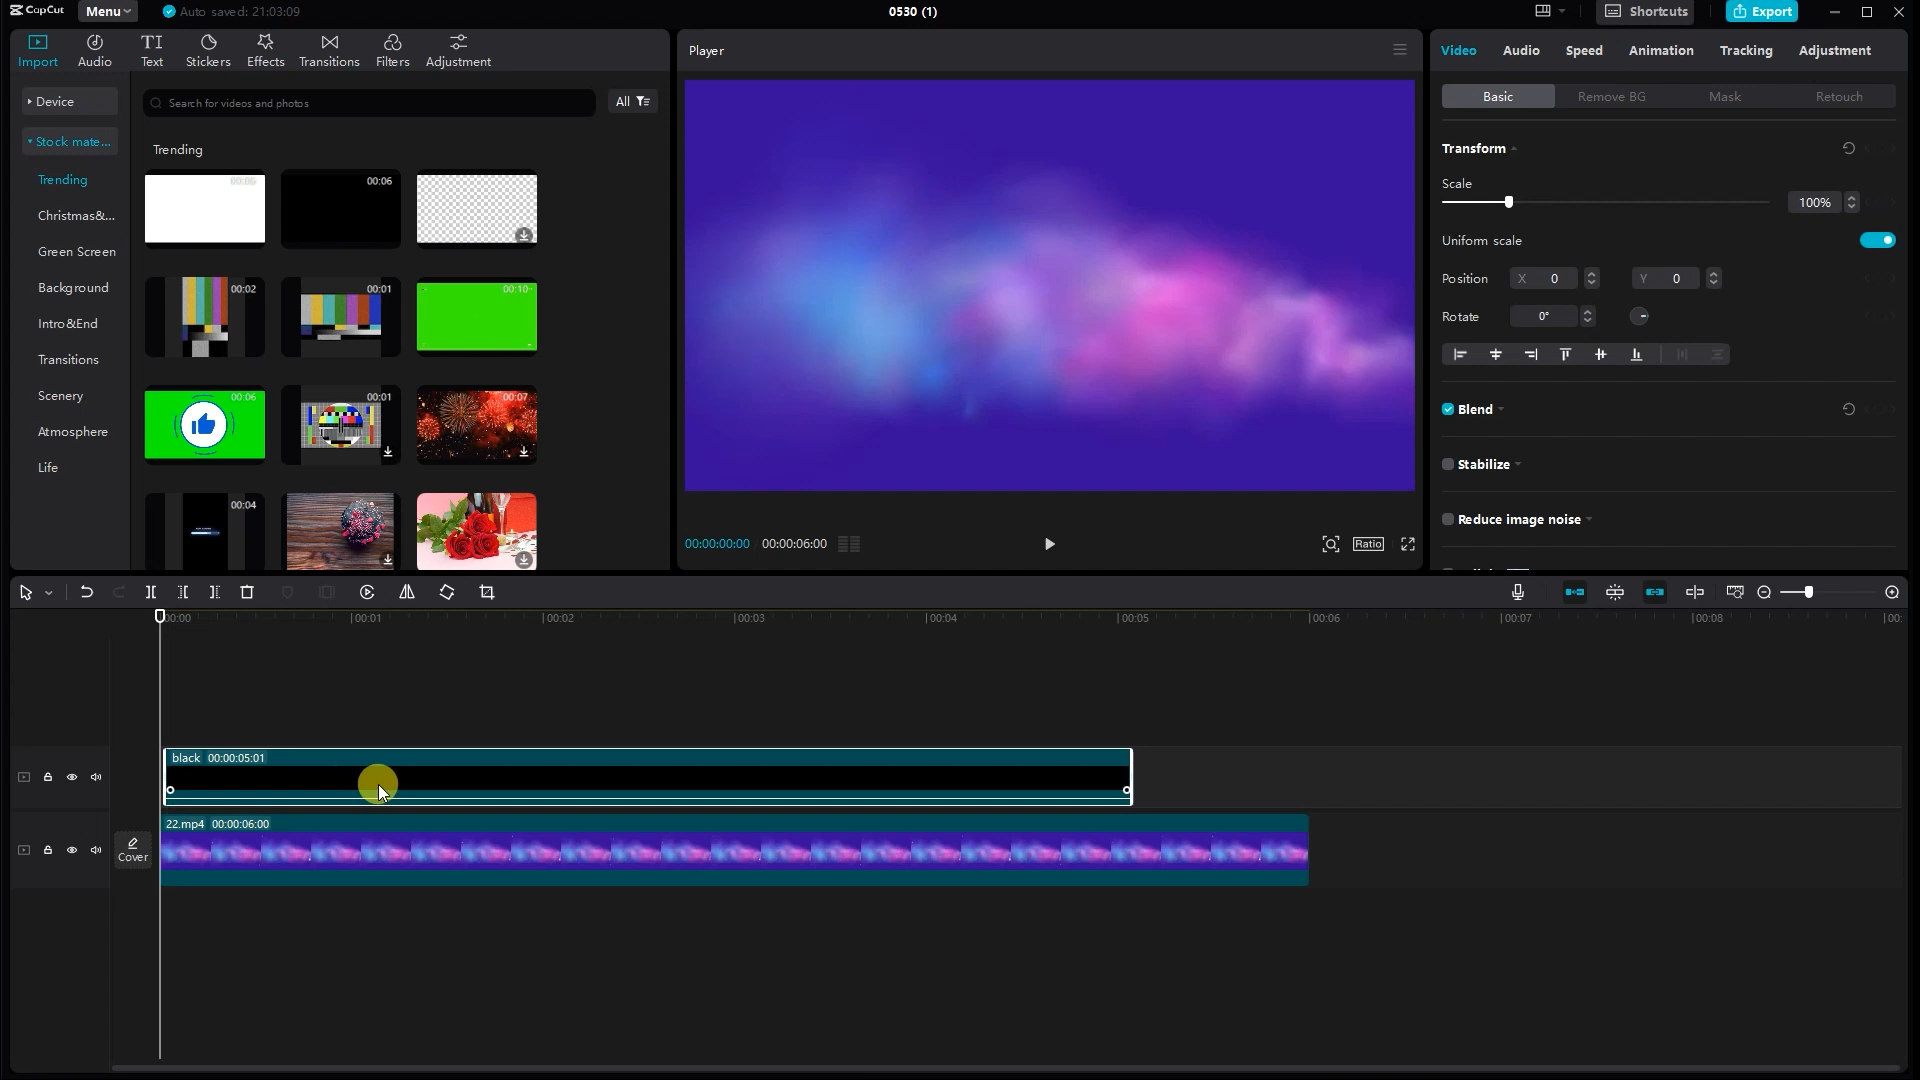 CapCut
Menu
Auto saved: 21:03:09
0530 (1)
Shortcuts
Export
Import
Audio
Text
Stickers
Effects
Transitions
Filters
Adjustment
Device
Stock mate...
Trending
Christmas&...
Green Screen
Background
Intro&End
Transitions
Scenery
Atmosphere
Life
Search for videos and photos
All
Trending
00:06
00:02
00:01
00:10
00:06
00:01
00:07
00:04
Player
00:00:00:00
00:00:06:00
Ratio
Video
Audio
Speed
Animation
Tracking
Adjustment
Basic
Remove BG
Mask
Retouch
Transform
Scale
100%
Uniform scale
Position
X 0
Y 0
Rotate
0°
Blend
Stabilize
Reduce image noise
00:00
00:01
00:02
00:03
00:04
00:05
00:06
00:07
00:08
00:
black 00:00:05:01
22.mp4 00:00:06:00
Cover